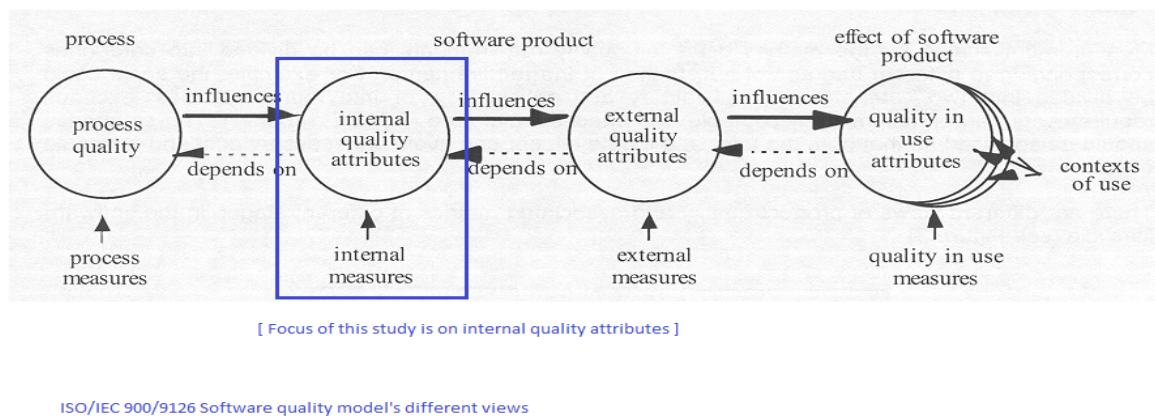 process
software product
effect of software
product
process
quality
influences
depends on
internal
quality
attributes
influences
depends on
external
quality
attributes
influences
depends on
quality in
use
attributes
contexts
of use
process
measures
internal
measures
external
measures
quality in use
measures
[ Focus of this study is on internal quality attributes ]
ISO/IEC 900/9126 Software quality model's different views